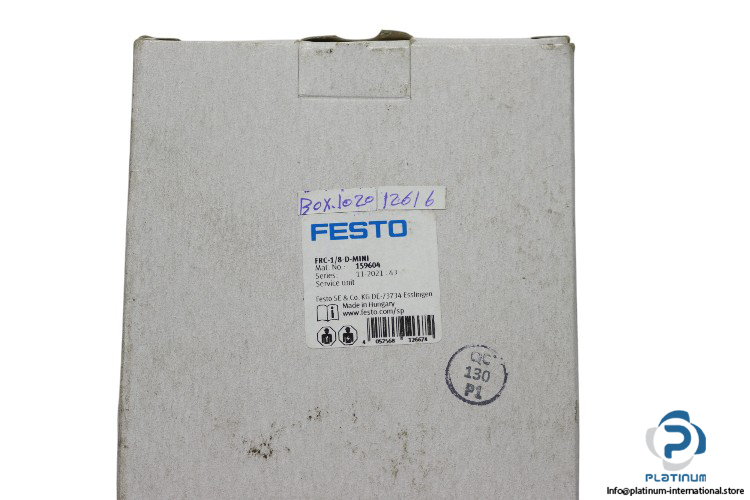 BOX.1020 12616
FESTO
FRC-1/8-D-MINI
Mat. No.: 159604
Series 11-2021
Service unit
Festo SE & Co. KG DE-73734 Esslingen
Made in Hungary
www.festo.com/sp
4 052568
QC
130
P1
PLATINUM
Info@platinum-international.store